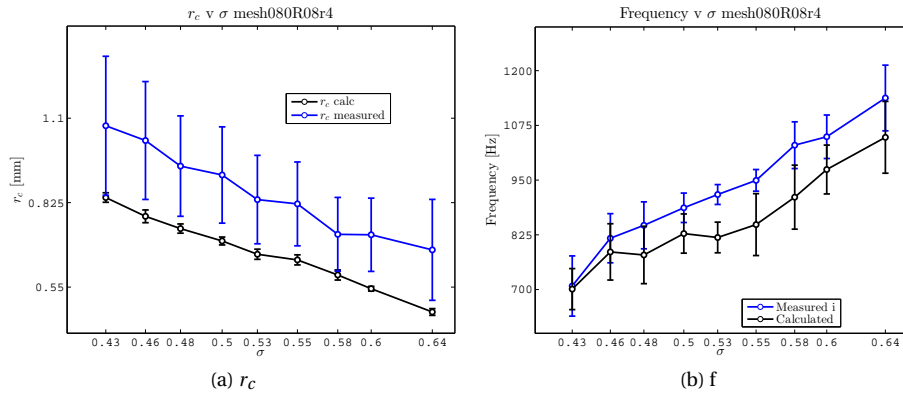 r_c v σ mesh080R08r4
1.1
0.825
0.55
r_c [mm]
r_c calc
r_c measured
0.43 0.46 0.48 0.5 0.53 0.55 0.58 0.6 0.64
σ
(a) r_c
Frequency v σ mesh080R08r4
1200
1075
950
825
700
Frequency [Hz]
Measured i
Calculated
0.43 0.46 0.48 0.5 0.53 0.55 0.58 0.6 0.64
σ
(b) f